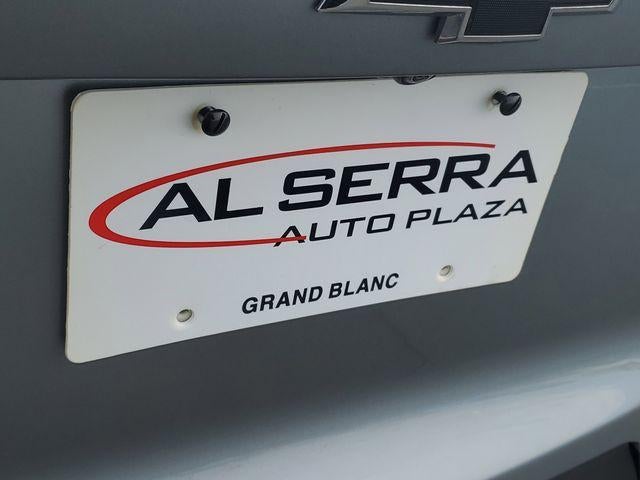 AL SERRA
AUTO PLAZA
GRAND BLANC